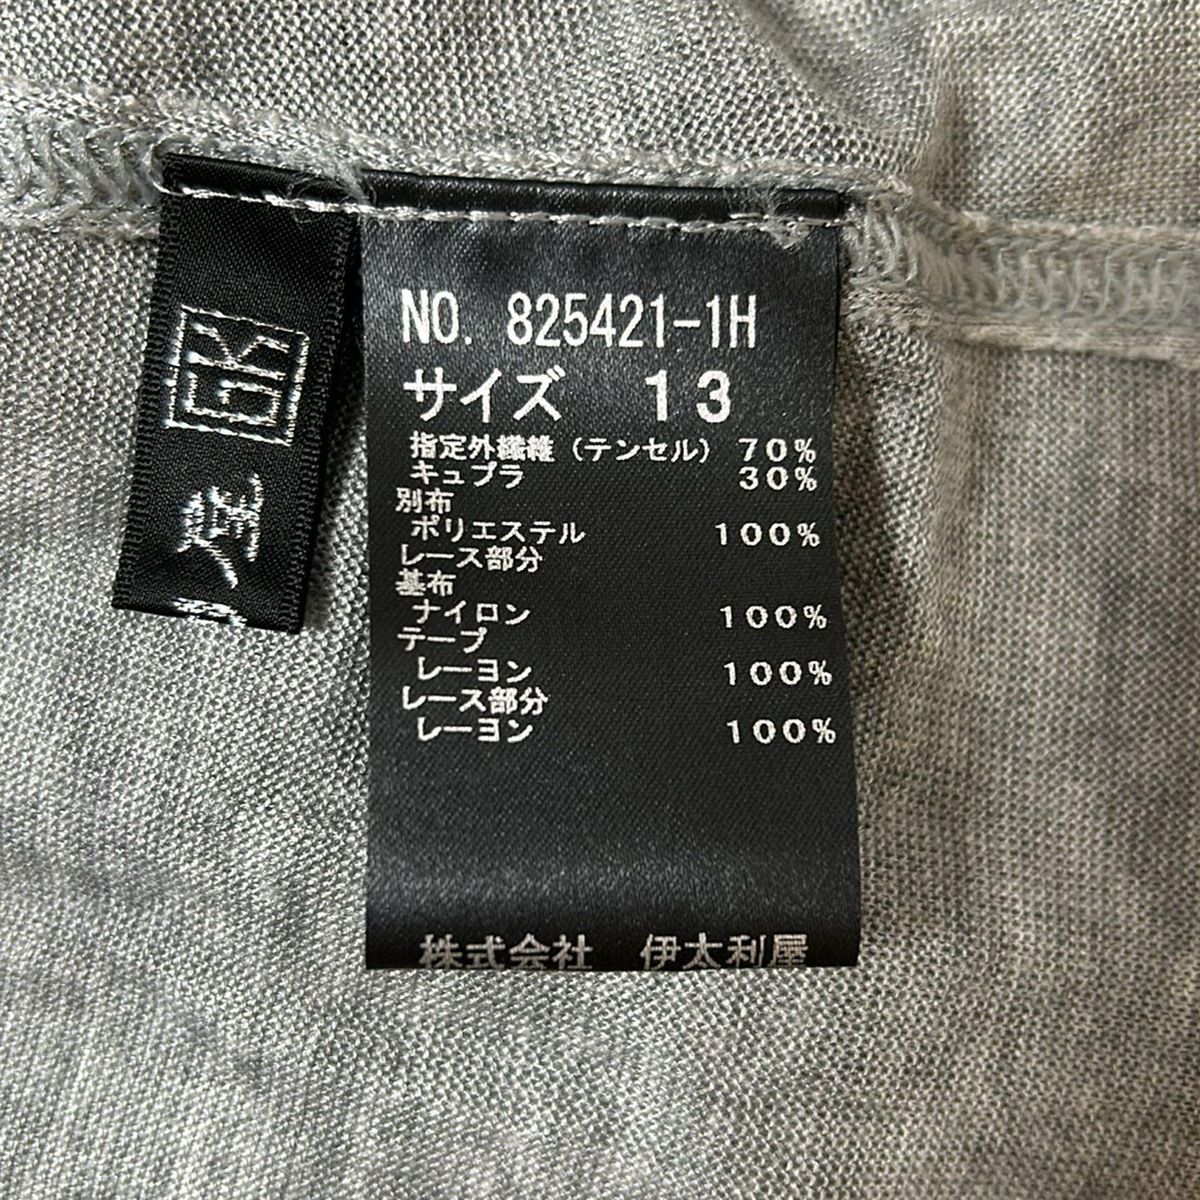 NO. 825421-1H
サイズ 13
指定外繊維(テンセル) 70%
キュプラ 30%
別布
ポリエステル 100%
レース部分
基布
ナイロン 100%
テープ
レーヨン 100%
レース部分
レーヨン 100%
株式会社 伊太利屋